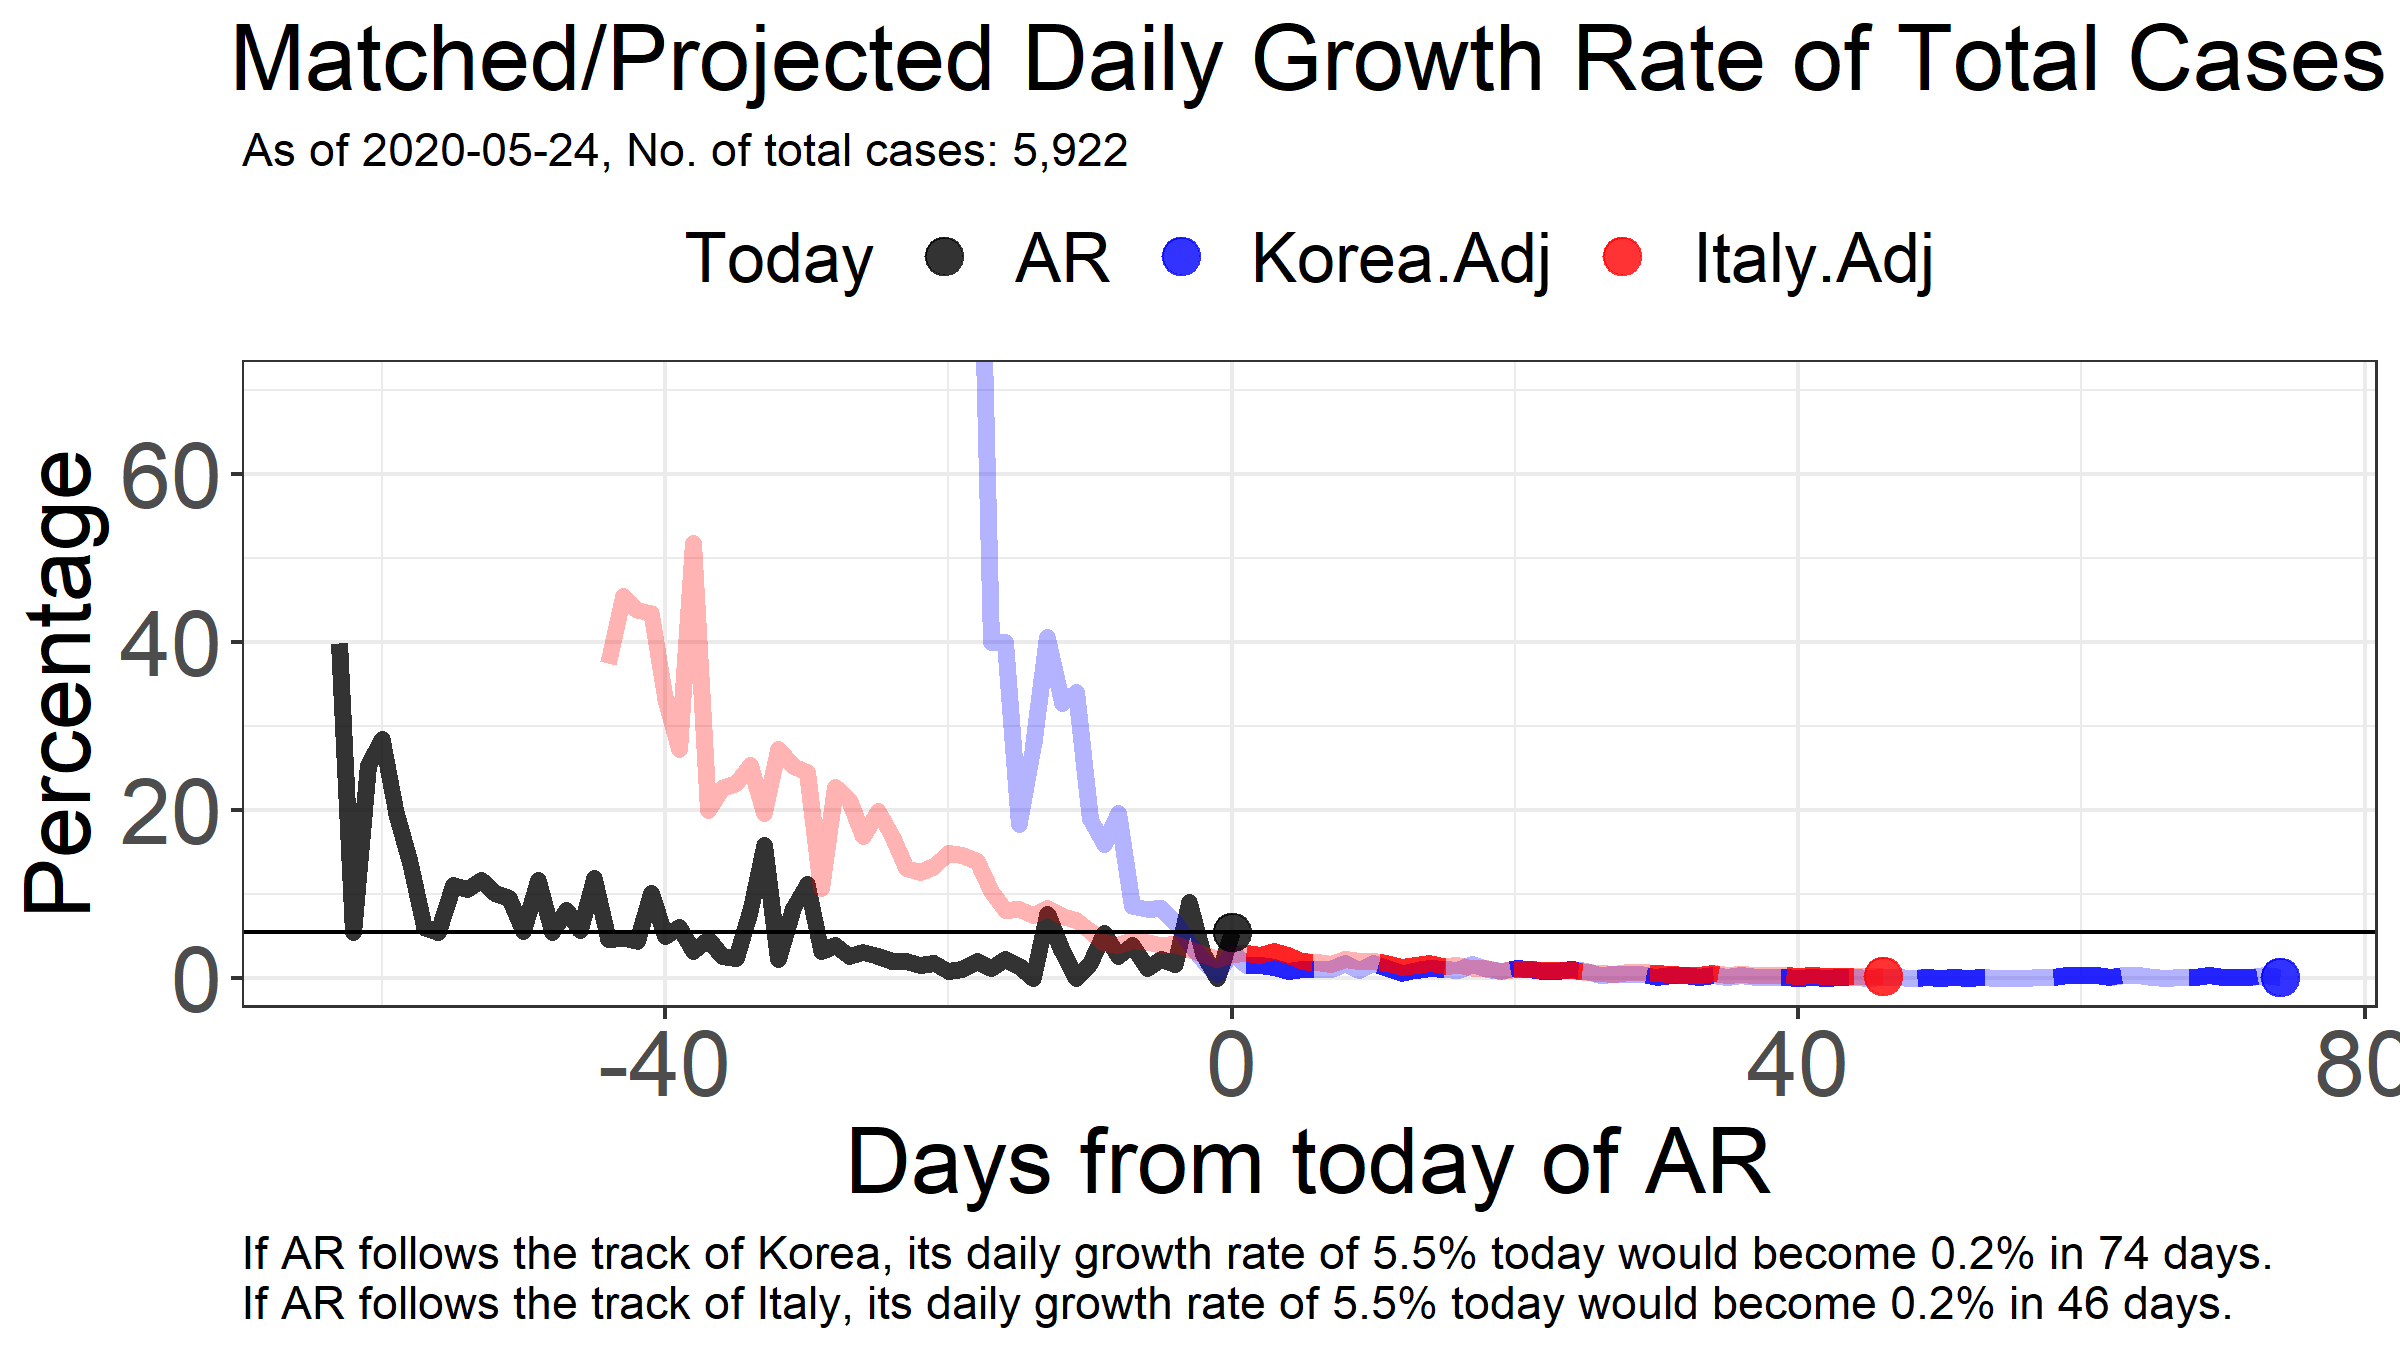 Matched/Projected Daily Growth Rate of Total Cases
As of 2020-05-24, No. of total cases: 5,922
Today AR Korea.Adj Italy.Adj
Percentage
60
40
20
0
-40 0 40 80
Days from today of AR
If AR follows the track of Korea, its daily growth rate of 5.5% today would become 0.2% in 74 days.
If AR follows the track of Italy, its daily growth rate of 5.5% today would become 0.2% in 46 days.